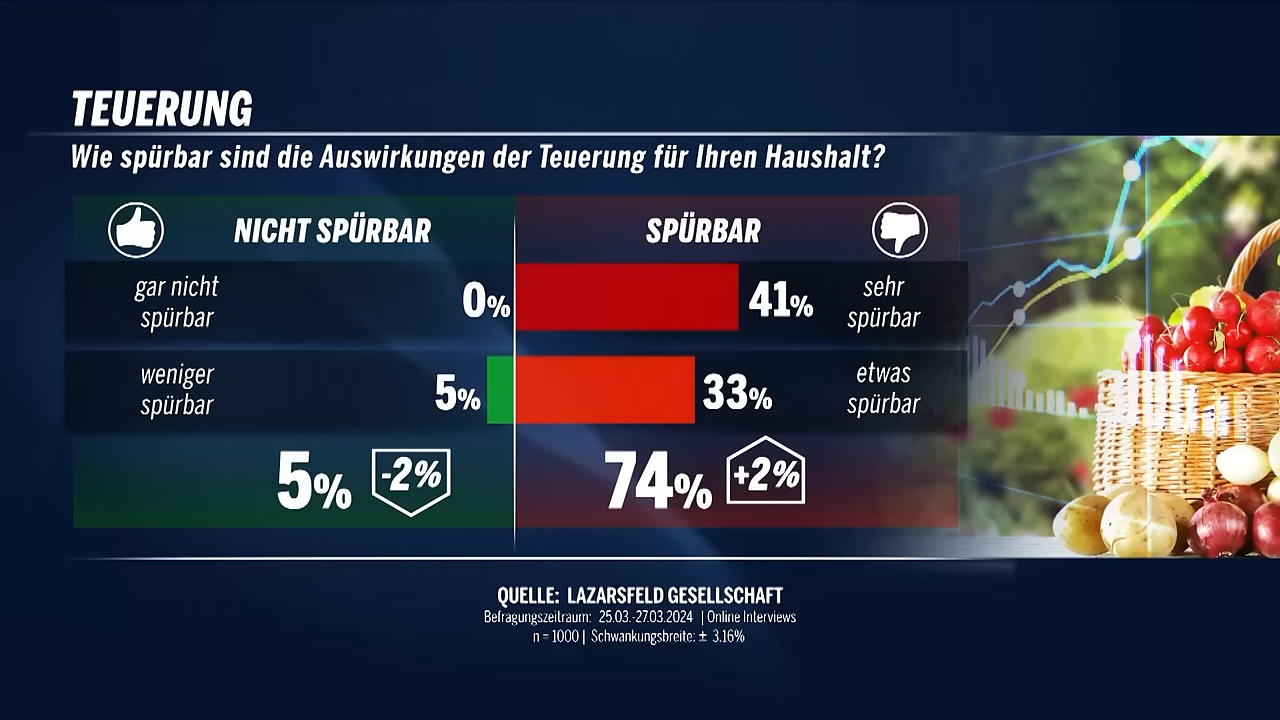 TEUERUNG
Wie spürbar sind die Auswirkungen der Teuerung für Ihren Haushalt?
NICHT SPÜRBAR
SPÜRBAR
gar nicht
spürbar
0%
41%
sehr
spürbar
weniger
spürbar
5%
33%
etwas
spürbar
5%
-2%
74%
+2%
QUELLE: LAZARSFELD GESELLSCHAFT
Befragungszeitraum: 25.03.-27.03.2024 | Online Interviews
n = 1000 | Schwankungsbreite: ± 3.16%